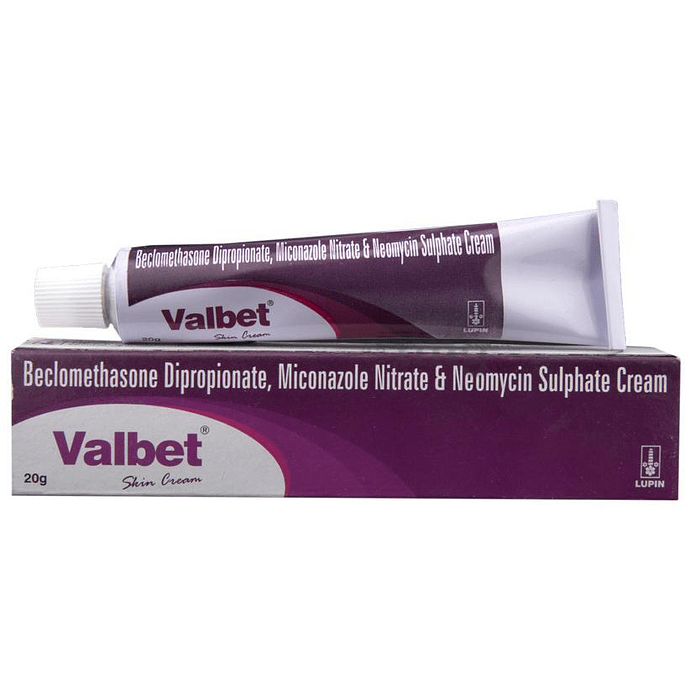 Beclomethasone Dipropionate, Miconazole Nitrate & Neomycin Sulphate Cream
Valbet®
20g
Skin Cream
LUPIN
Beclomethasone Dipropionate, Miconazole Nitrate & Neomycin Sulphate Cream
Valbet®
20g
Skin Cream
LUPIN